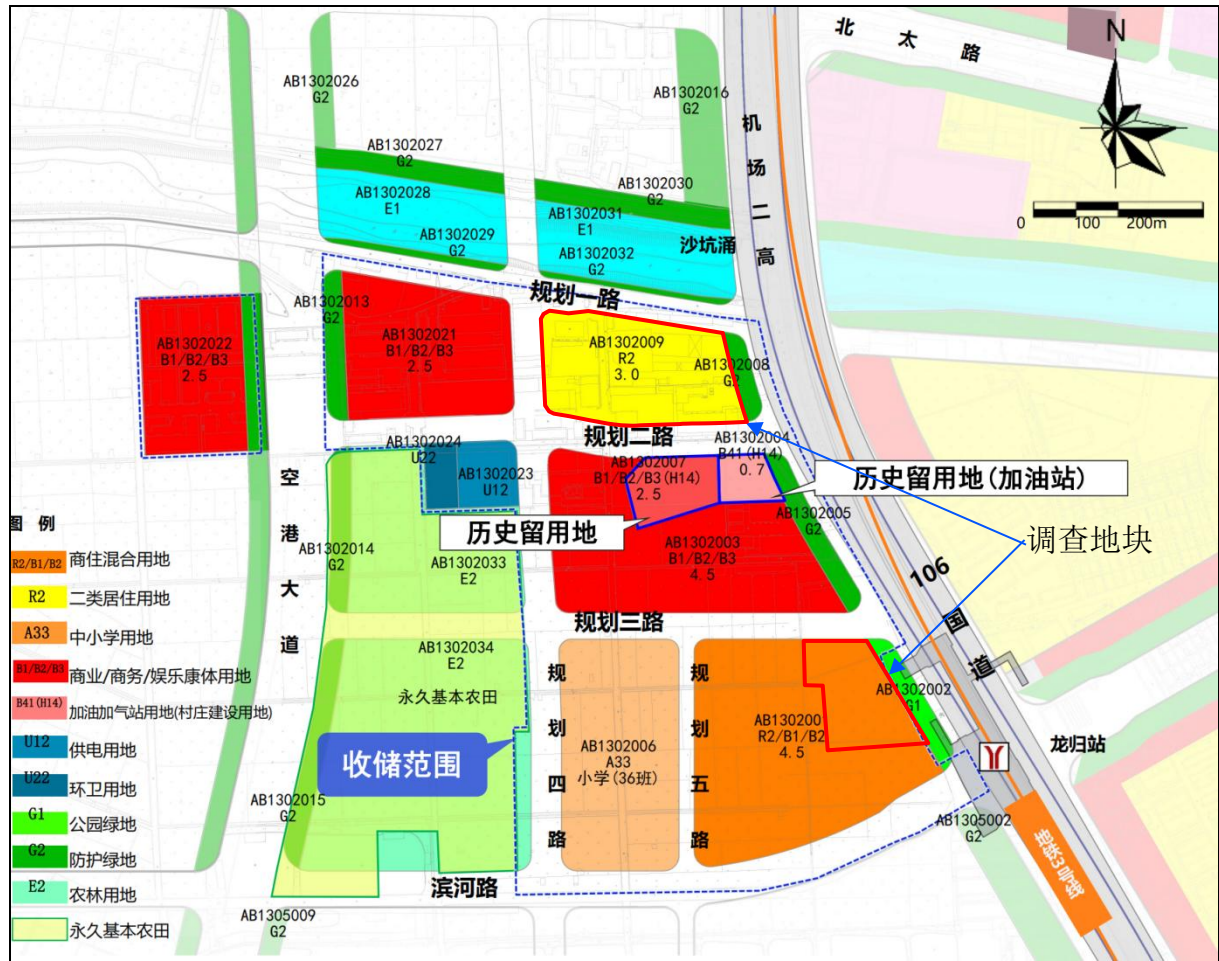 北太路
N
0 100 200m
AB1302026
G2
AB1302016
G2
机场二高
AB1302027
G2
AB1302028
E1
AB1302029
G2
AB1302030
G2
AB1302031
E1
AB1302032
G2
沙坑涌
规划一路
AB1302013
G2
AB1302022
B1/B2/B3
2.5
AB1302021
B1/B2/B3
2.5
AB1302009
R2
3.0
AB1302008
G2
规划二路
AB1302024
U22
AB1302023
U12
AB1302007
B1/B2/B3(H14)
2.5
AB1302004
B41(H14)
0.7
历史留用地(加油站)
历史留用地
AB1302005
G2
AB1302003
B1/B2/B3
4.5
调查地块
空港大道
AB1302014
G2
AB1302033
E2
规划三路
106国道
AB1302034
E2
永久基本农田
收储范围
规划四路
AB1302006
A33
小学(36班)
规划五路
AB1302001
R2/B1/B2
4.5
AB1302002
G1
龙归站
AB1302015
G2
AB1305002
G2
地铁3号线
滨河路
AB1305009
G2
图 例
R2/B1/B2 商住混合用地
R2 二类居住用地
A33 中小学用地
B1/B2/B3 商业/商务/娱乐康体用地
B41(H14) 加油加气站用地(村庄建设用地)
U12 供电用地
U22 环卫用地
G1 公园绿地
G2 防护绿地
E2 农林用地
永久基本农田